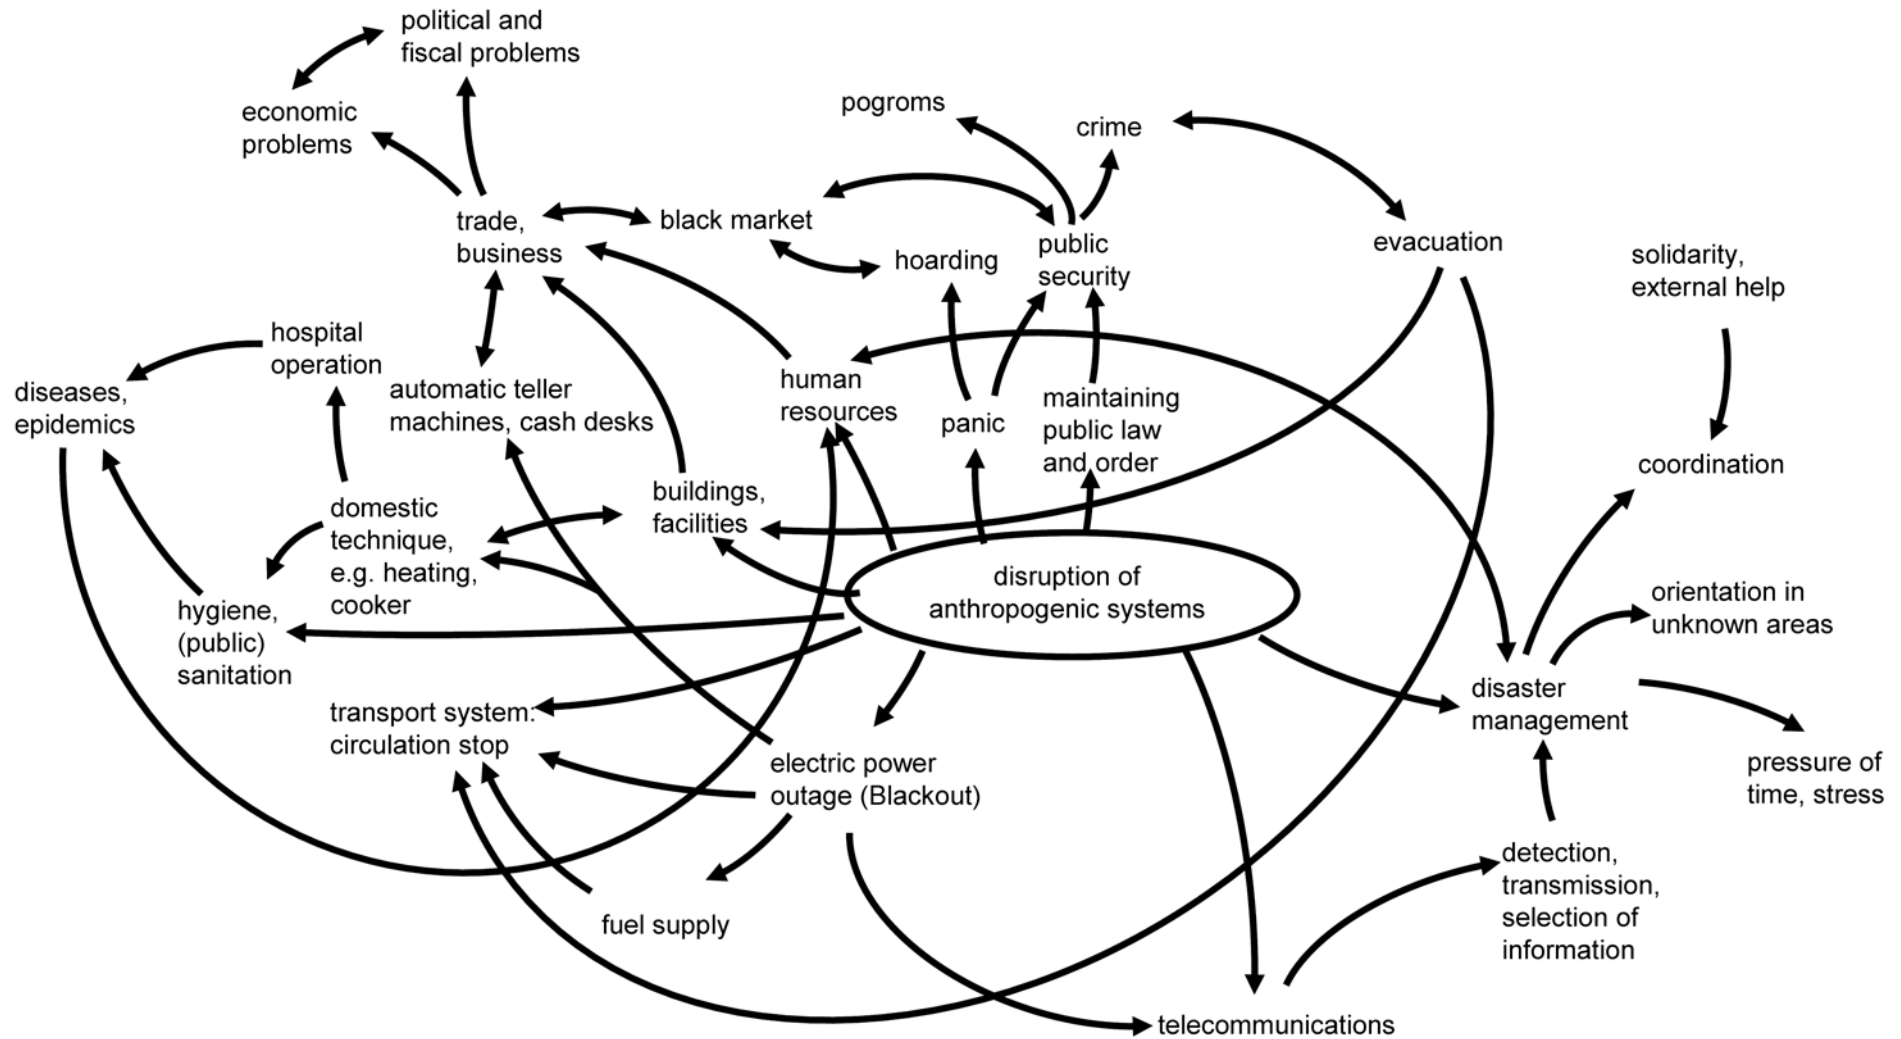 political and
fiscal problems
economic
problems
pogroms
crime
trade,
business
black market
hoarding
public
security
evacuation
solidarity,
external help
hospital
operation
diseases,
epidemics
automatic teller
machines, cash desks
human
resources
panic
maintaining
public law
and order
coordination
buildings,
facilities
domestic
technique,
e.g. heating,
cooker
disruption of
anthropogenic systems
orientation in
unknown areas
hygiene,
(public)
sanitation
disaster
management
transport system:
circulation stop
electric power
outage (Blackout)
pressure of
time, stress
detection,
transmission,
selection of
information
fuel supply
telecommunications